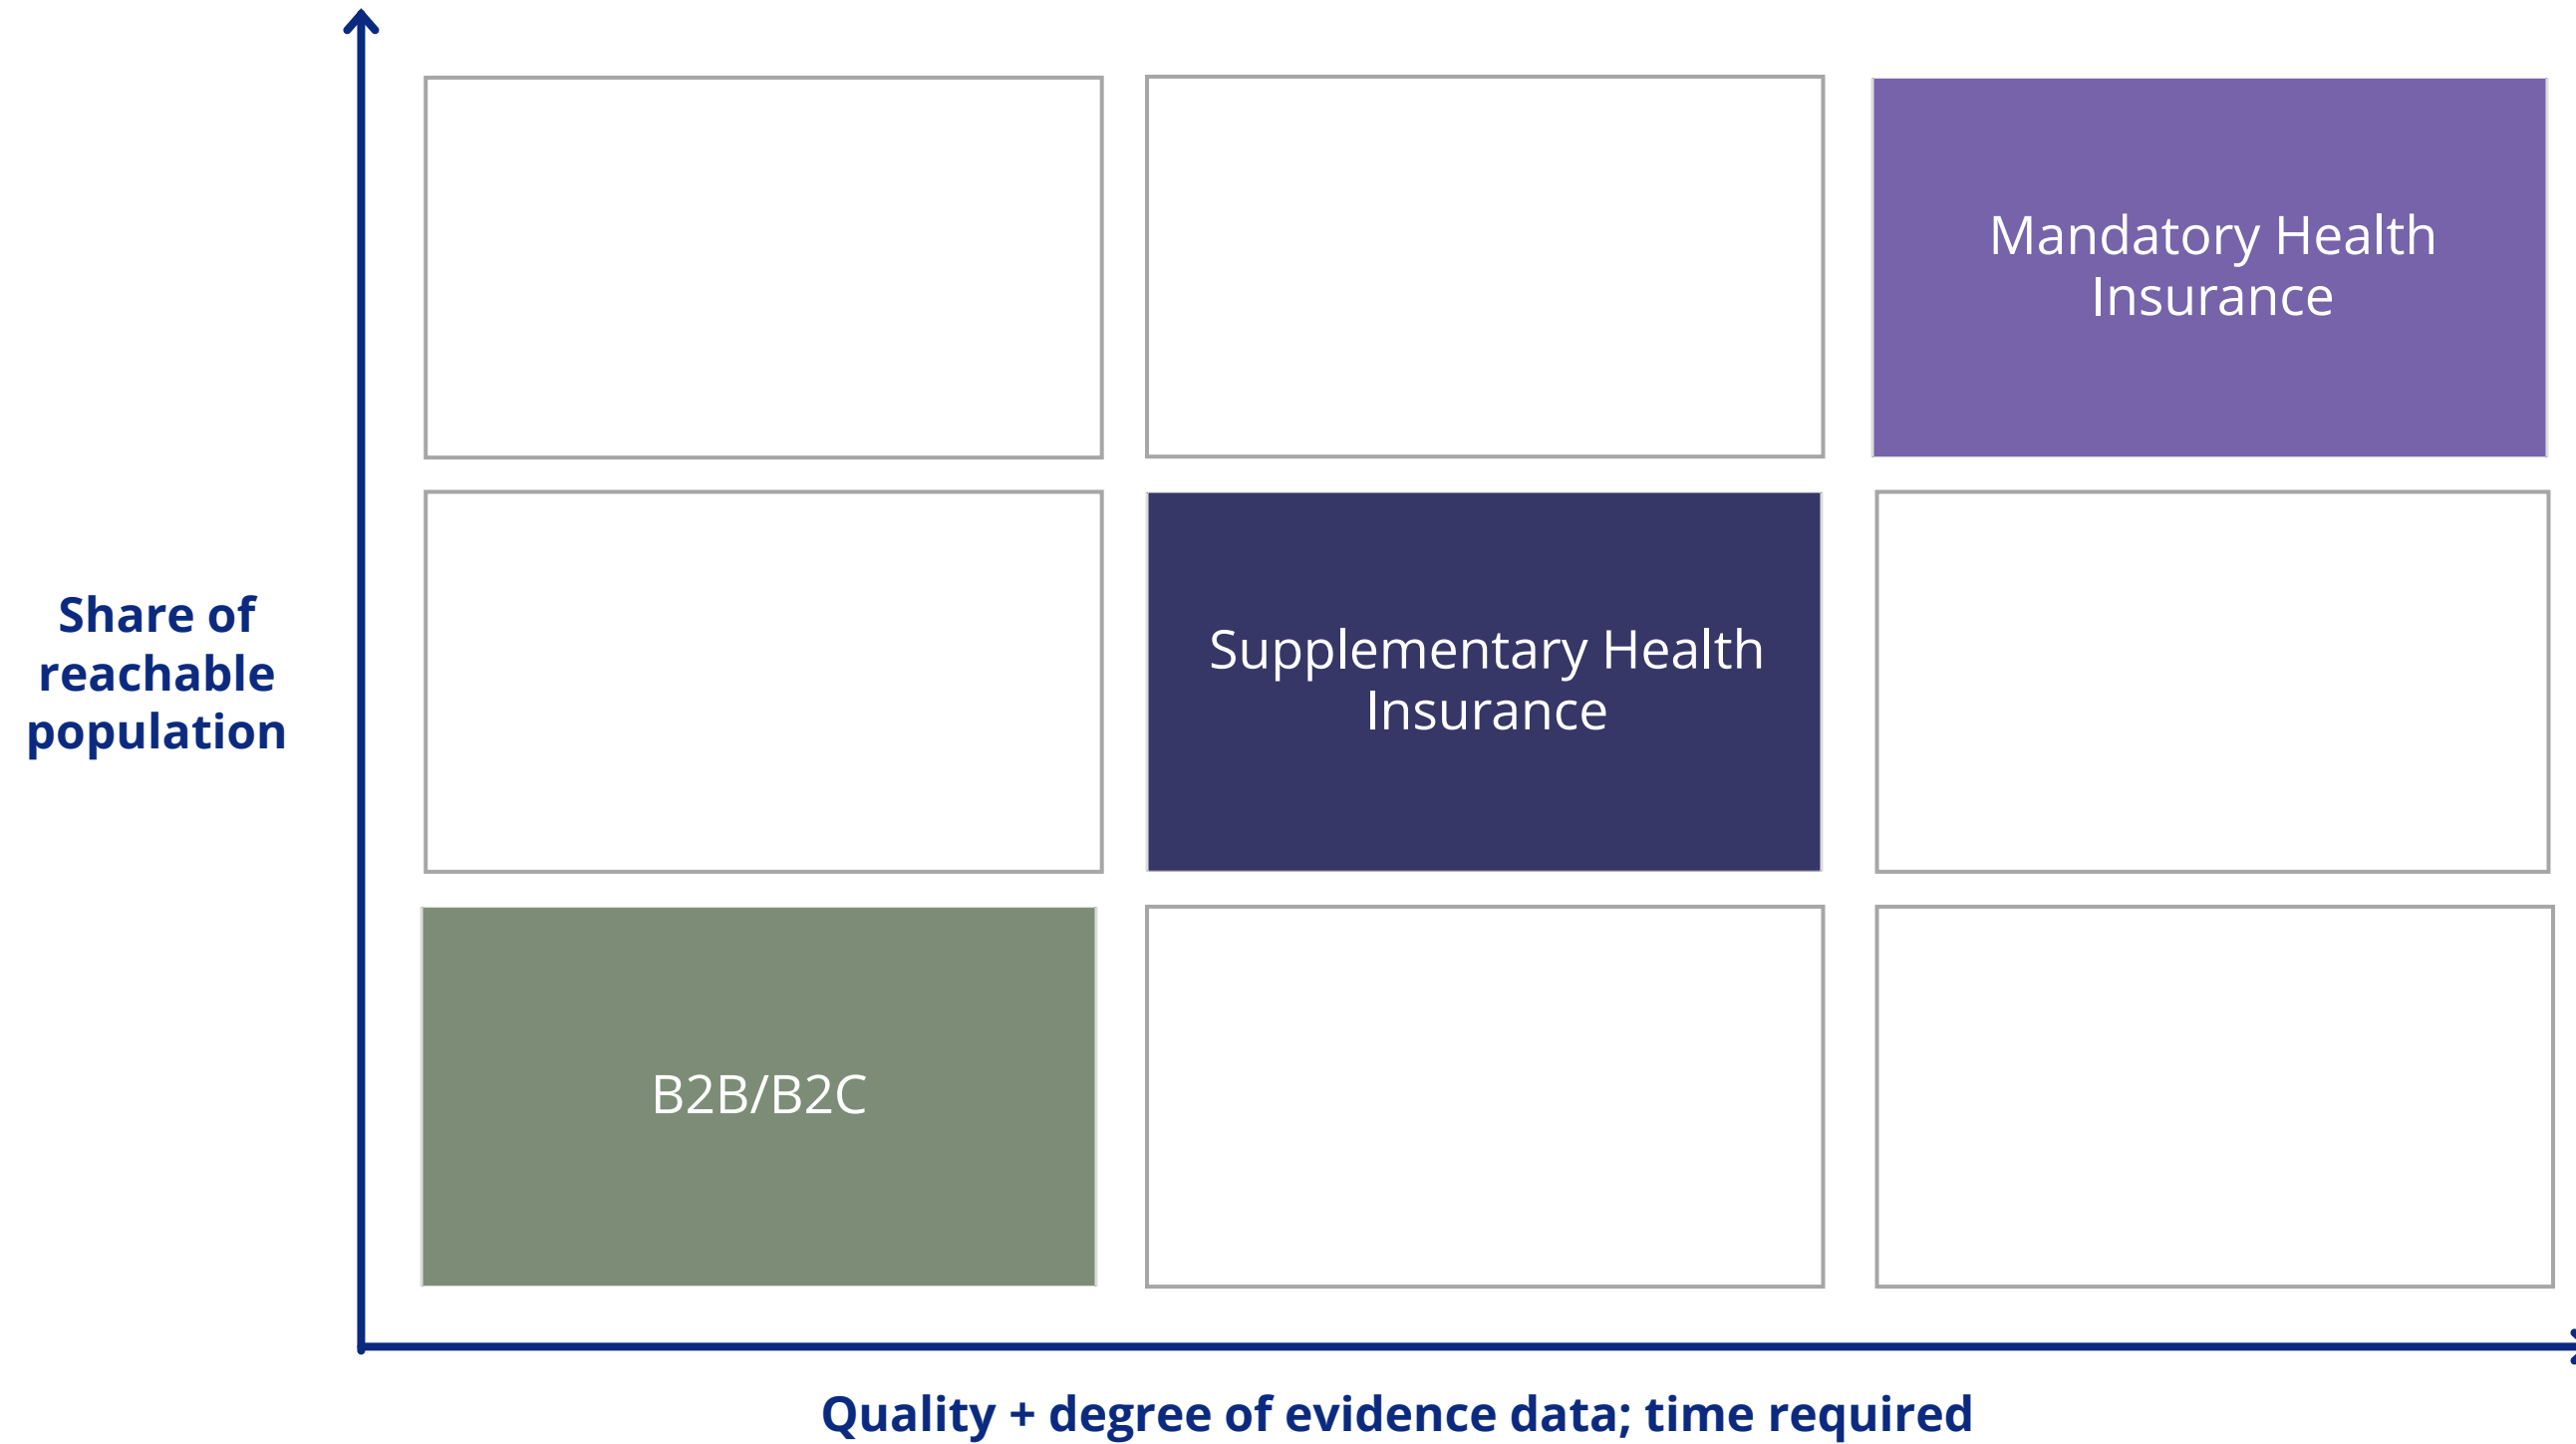 Mandatory Health
Insurance
Share of
reachable
population
Supplementary Health
Insurance
B2B/B2C
Quality + degree of evidence data; time required